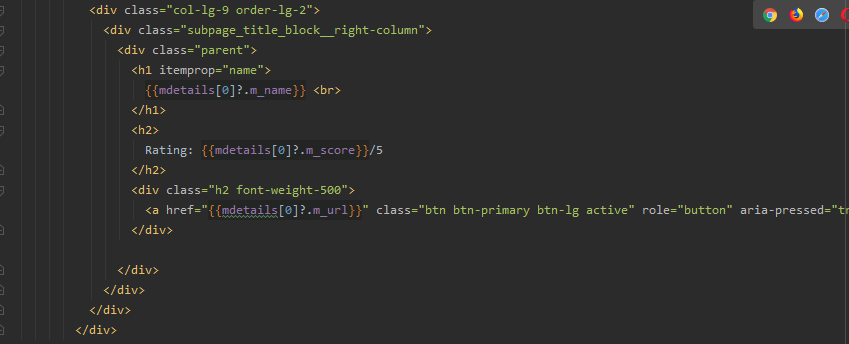 <div class="col-lg-9 order-lg-2">
<div class="subpage_title_block__right-column">
<div class="parent">
<h1 itemprop="name">
{{mdetails[0]?.m_name}} <br>
</h1>
<h2>
Rating: {{mdetails[0]?.m_score}}/5
</h2>
<div class="h2 font-weight-500">
<a href="{{mdetails[0]?.m_url}}" class="btn btn-primary btn-lg active" role="button" aria-pressed="tr
</div>
</div>
</div>
</div>
</div>